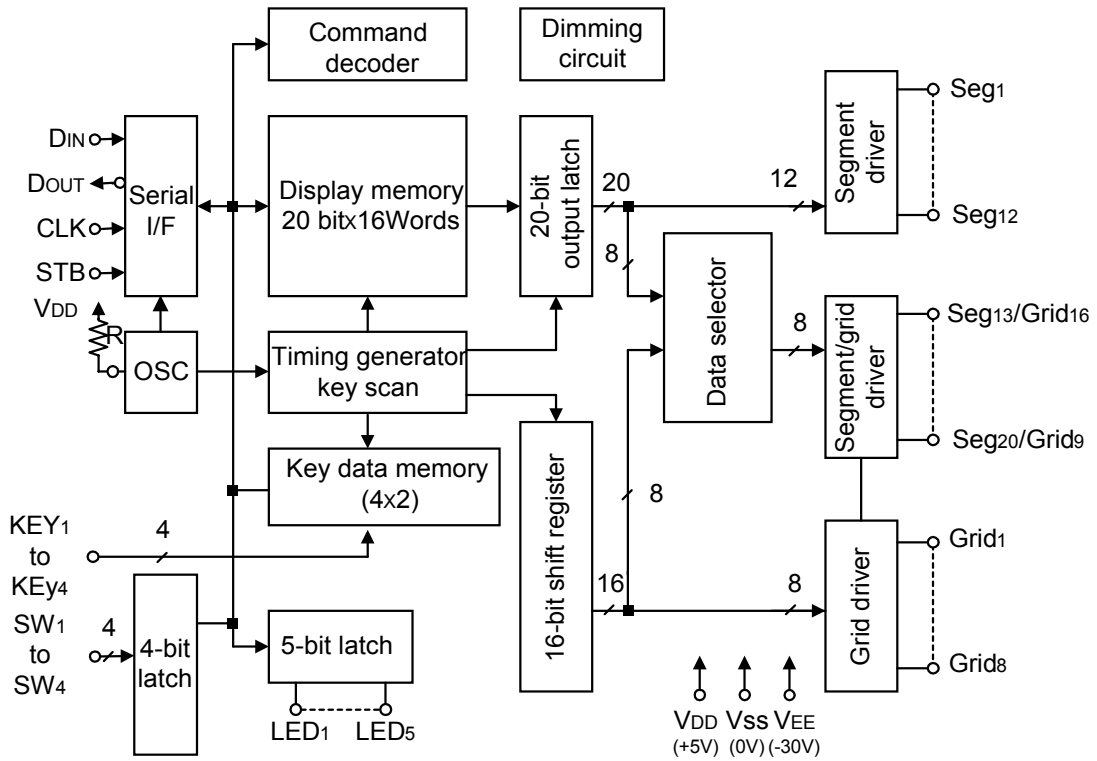 Command
decoder
Dimming
circuit
DIN
DOUT
CLK
STB
VDD
R
Serial
I/F
OSC
Display memory
20 bitx16Words
20-bit
output latch
20
12
8
Segment
driver
Seg1
Seg12
Timing generator
key scan
Data selector
8
Segment/grid
driver
Seg13/Grid16
Seg20/Grid9
Key data memory
(4x2)
KEY1
to
KEy4
4
SW1
to
SW4
4
4-bit
latch
5-bit latch
LED1
LED5
16-bit shift register
16
8
8
Grid driver
Grid1
Grid8
VDD
(+5V)
Vss
(0V)
VEE
(-30V)